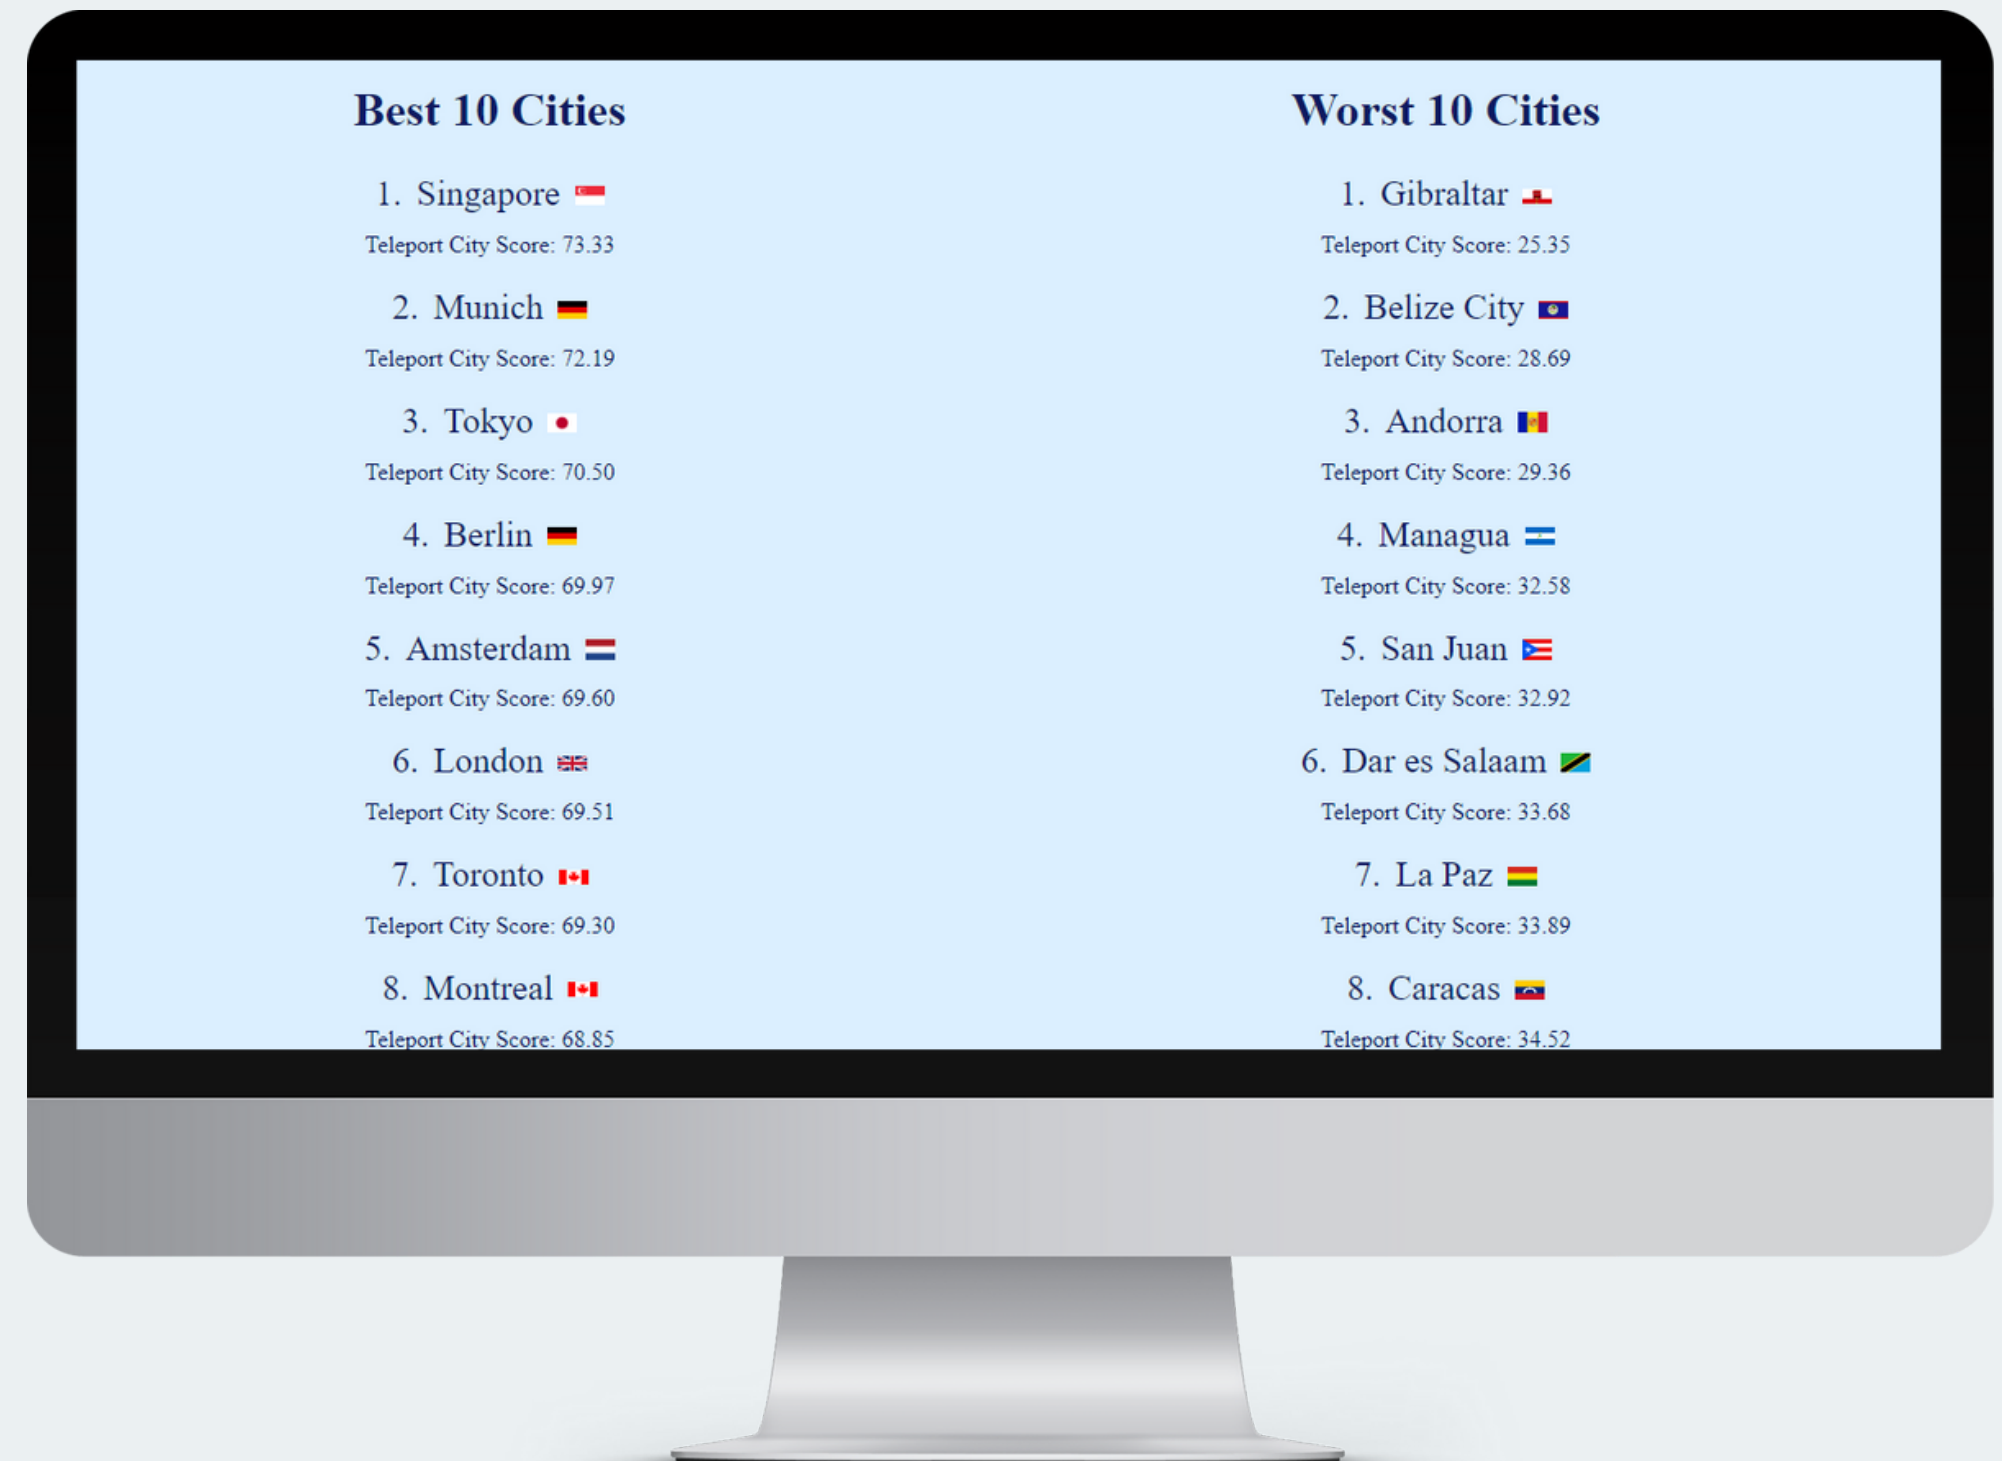 Best 10 Cities
1. Singapore
Teleport City Score: 73.33
2. Munich
Teleport City Score: 72.19
3. Tokyo
Teleport City Score: 70.50
4. Berlin
Teleport City Score: 69.97
5. Amsterdam
Teleport City Score: 69.60
6. London
Teleport City Score: 69.51
7. Toronto
Teleport City Score: 69.30
8. Montreal
Teleport City Score: 68.85
Worst 10 Cities
1. Gibraltar
Teleport City Score: 25.35
2. Belize City
Teleport City Score: 28.69
3. Andorra
Teleport City Score: 29.36
4. Managua
Teleport City Score: 32.58
5. San Juan
Teleport City Score: 32.92
6. Dar es Salaam
Teleport City Score: 33.68
7. La Paz
Teleport City Score: 33.89
8. Caracas
Teleport City Score: 34.52